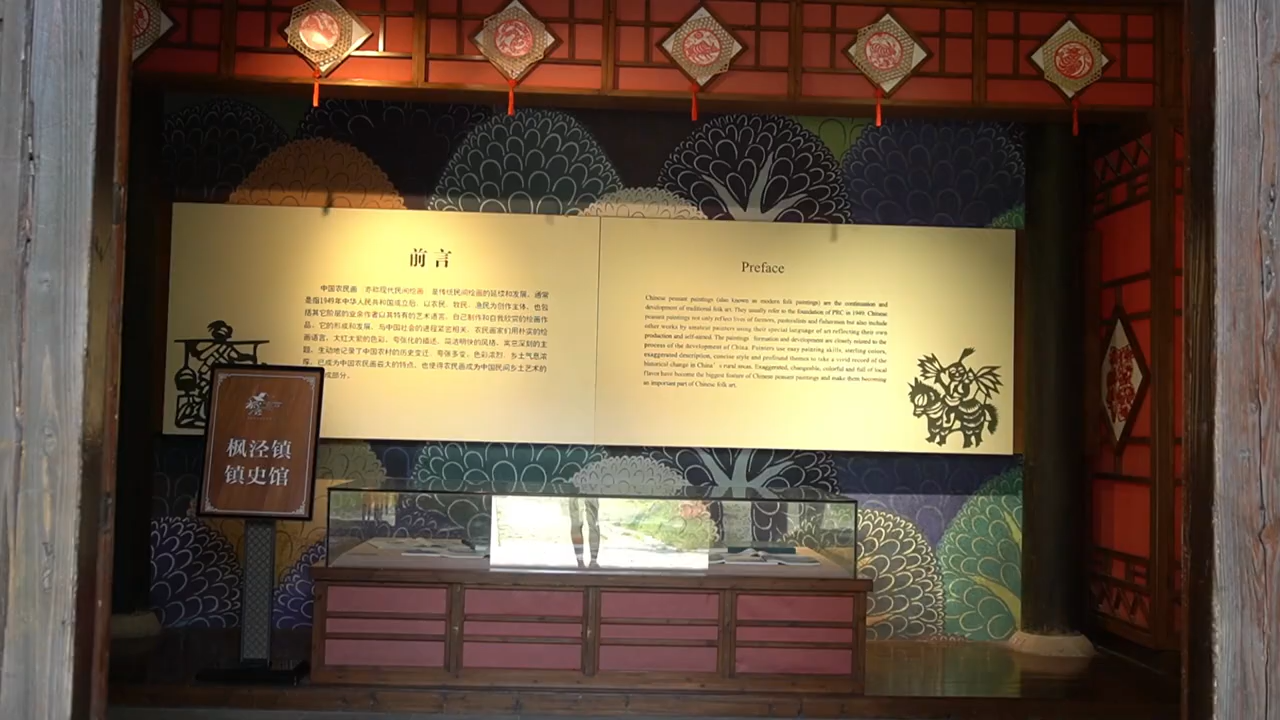 前言
中国农民画 亦称现代民间绘画 是传统民间绘画的延续和发展。通常
是指1949年中华人民共和国成立后，以农民、牧民、渔民为创作主体，也包
括其它阶层的业余作者以其特有的艺术语言，自己制作和自我欣赏的绘画作
品。它的形成和发展，与中国社会的进程紧密相关。农民画家们用朴实的绘
画语言，大红大紫的色彩，夸张化的描述，简洁明快的风格，寓它深刻的主
题，生动地记录了中国农村的历史变迁。夸张多变、色彩浓烈、乡土气息浓
厚，已成为中国农民画最大的特点，也使得农民画成为中国民间乡土艺术的
成部分。
Preface
Chinese peasant paintings (also known as modern folk paintings) are the continuation and
development of traditional folk art. They usually refer to the foundation of PRC in 1949. Chinese
peasant paintings not only reflect lives of farmers, pastoralists and fishermen but also include
other works by amateur painters using their special language of art reflecting their own
production and self-amused. The paintings' formation and development are closely related to the
process of the development of China. Painters use easy painting skills, startling colors,
exaggerated description, concise style and profound themes to take a vivid record of the
historical change in China's rural areas. Exaggerated, changeable, colorful and full of local
flavor have become the biggest feature of Chinese peasant paintings and make them becoming
an important part of Chinese folk art.
枫泾镇
镇史馆